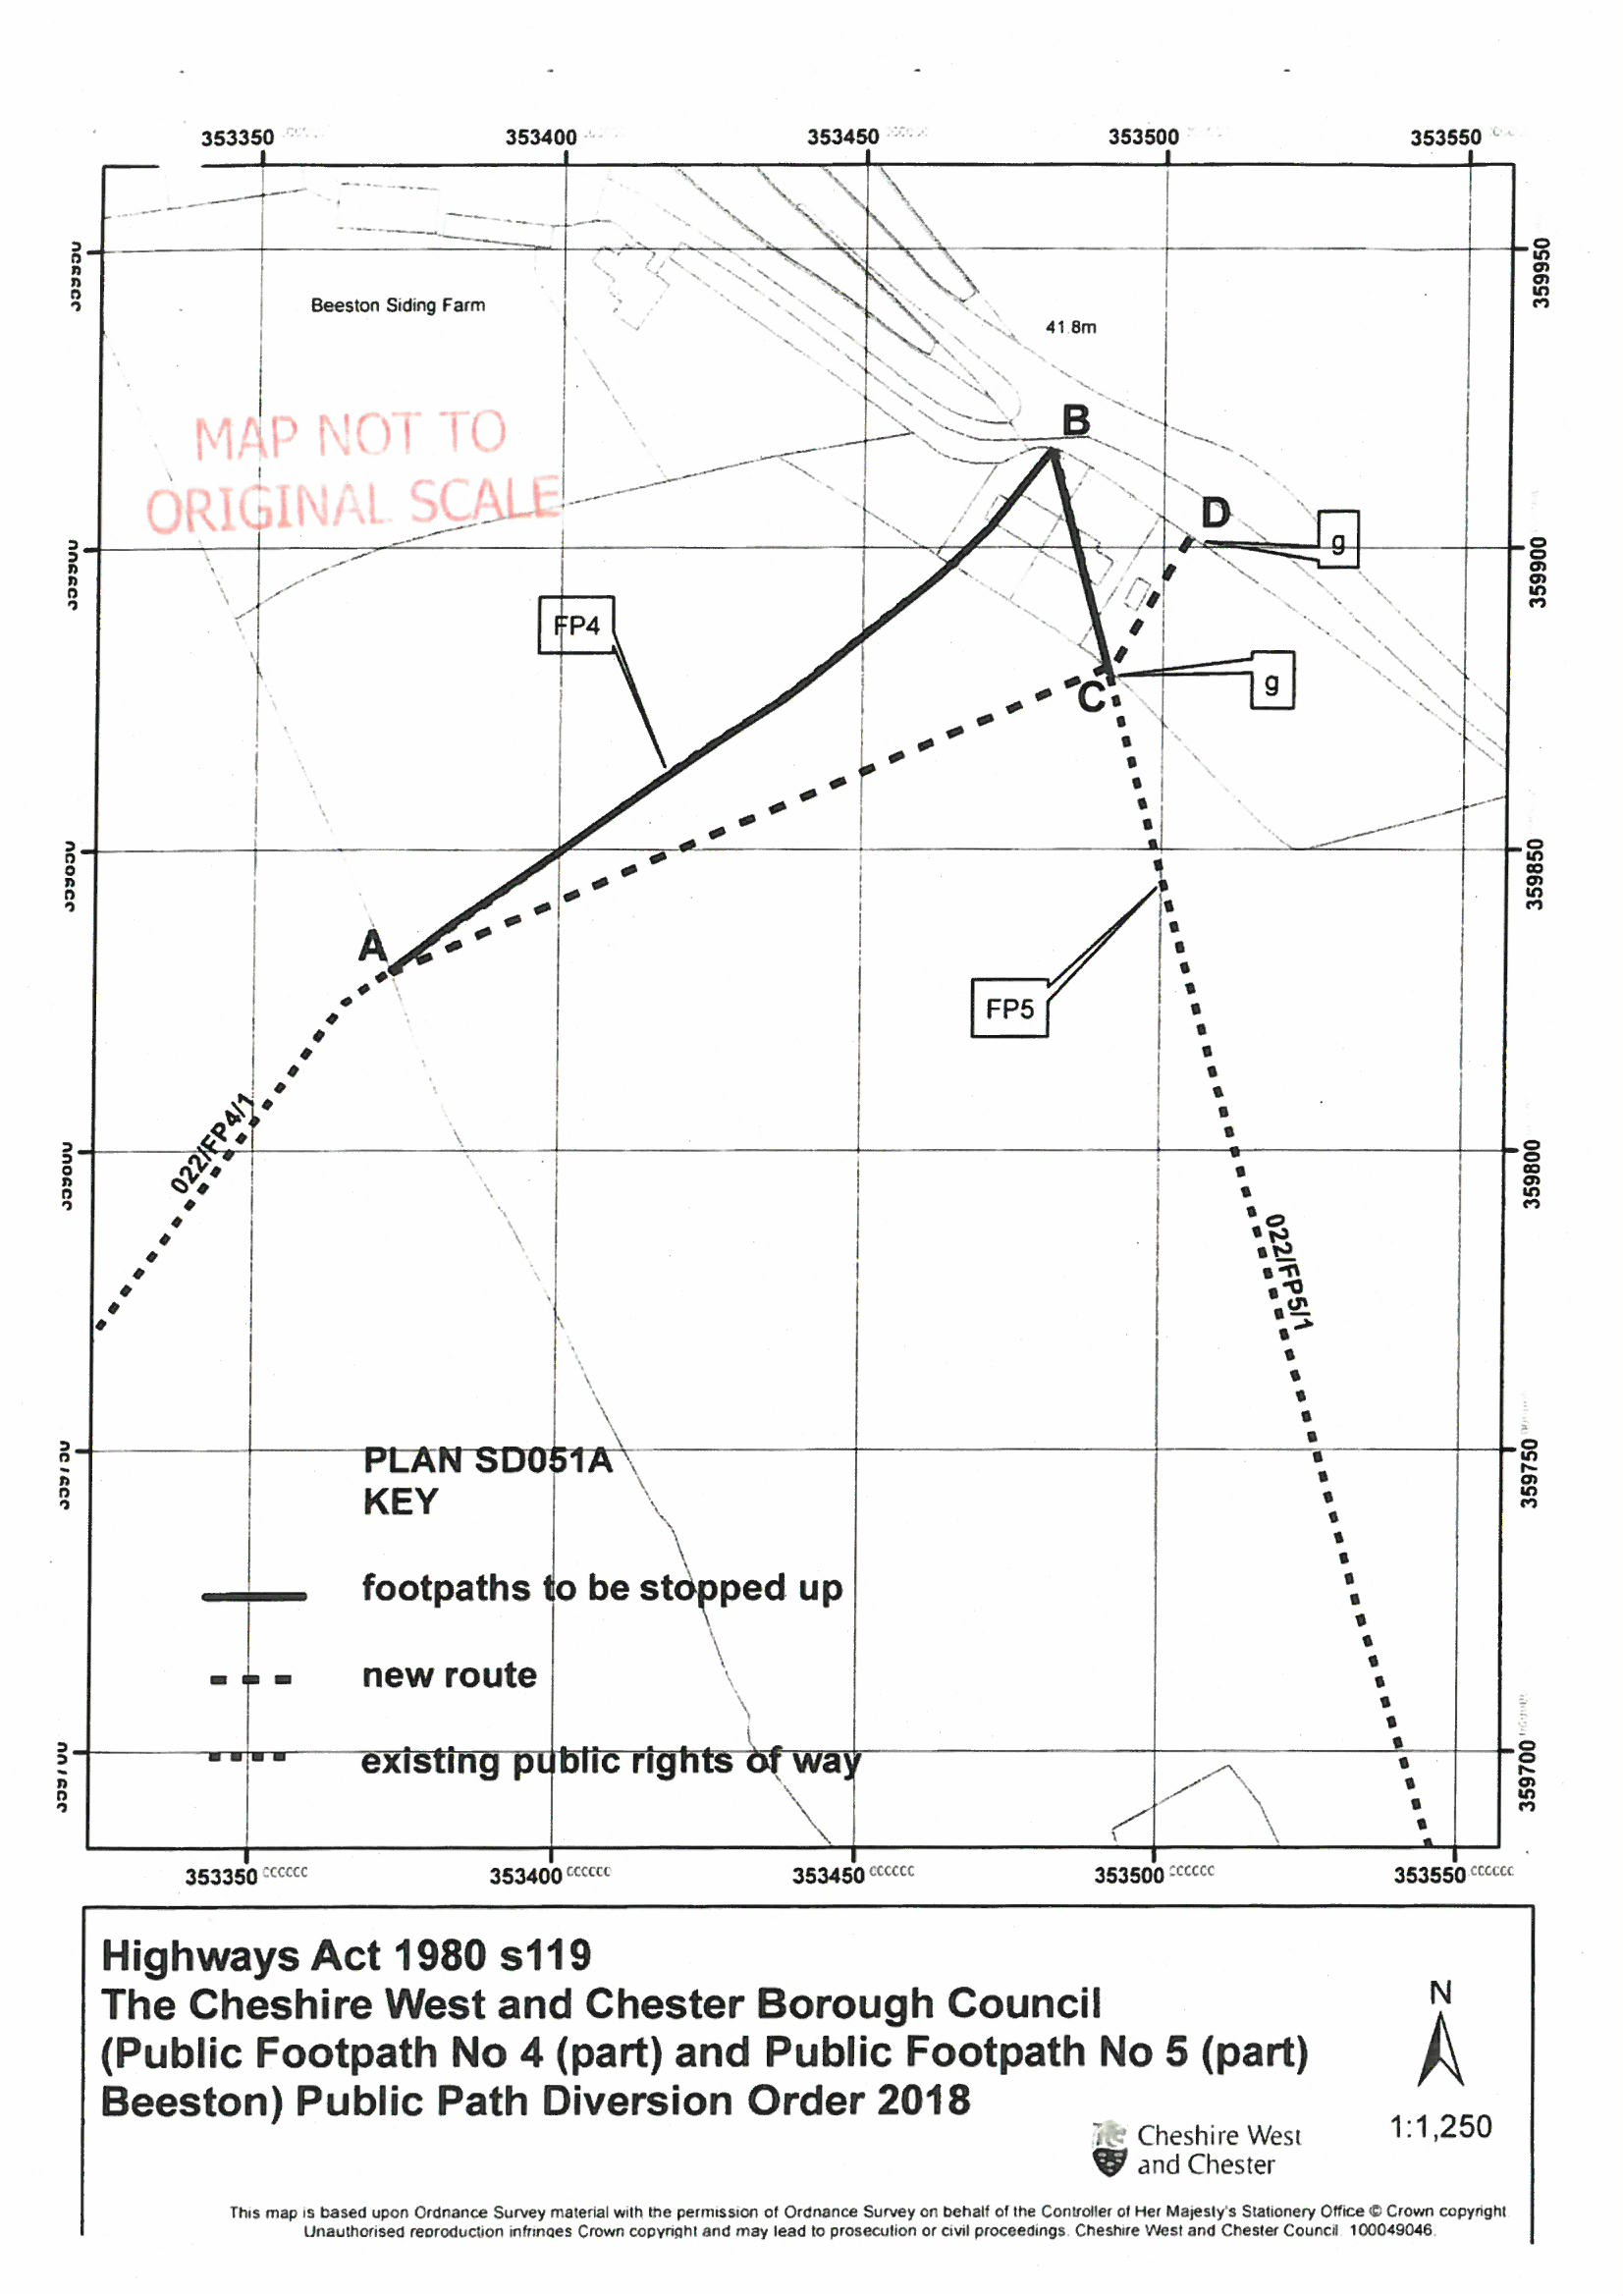 353350 353400 353450 353500 353550
359950
Beeston Siding Farm
41.8m
MAP NOT TO
ORIGINAL SCALE
B
D
g
359900
FP4
g
C
359850
A
FP5
022/FP4/1
359800
022/FP5/1
359750
PLAN SD051A
KEY
footpaths to be stopped up
new route
existing public rights of way
359700
353350 353400 353450 353500 353550
Highways Act 1980 s119
The Cheshire West and Chester Borough Council
(Public Footpath No 4 (part) and Public Footpath No 5 (part)
Beeston) Public Path Diversion Order 2018
N
1:1,250
Cheshire West
and Chester
This map is based upon Ordnance Survey material with the permission of Ordnance Survey on behalf of the Controller of Her Majesty's Stationery Office © Crown copyright
Unauthorised reproduction infringes Crown copyright and may lead to prosecution or civil proceedings. Cheshire West and Chester Council 100049046.